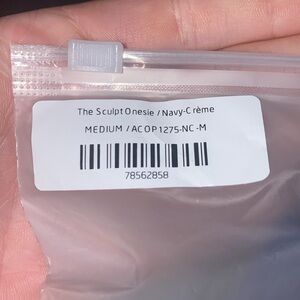 The Sculpt Onesie / Navy-Crème
MEDIUM / ACOP1275-NC-M
78562858